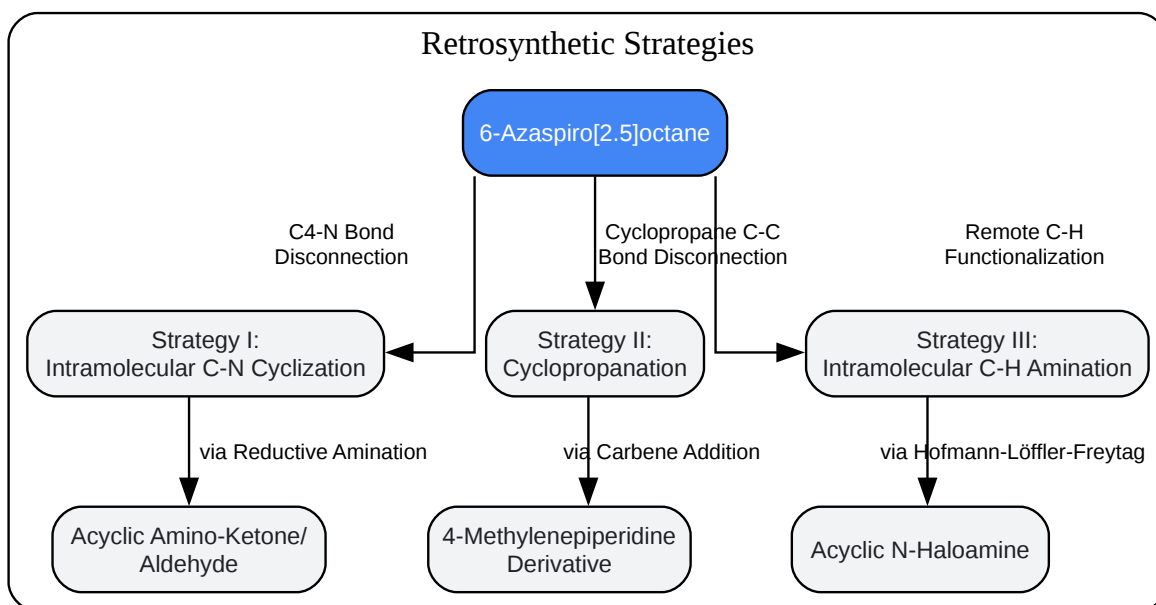 Retrosynthetic Strategies
6-Azaspiro[2.5]octane
C4-N Bond
Disconnection
Cyclopropane C-C
Bond Disconnection
Remote C-H
Functionalization
Strategy I:
Intramolecular C-N Cyclization
Strategy II:
Cyclopropanation
Strategy III:
Intramolecular C-H Amination
via Reductive Amination
via Carbene Addition
via Hofmann-Löffler-Freytag
Acyclic Amino-Ketone/
Aldehyde
4-Methylenepiperidine
Derivative
Acyclic N-Haloamine